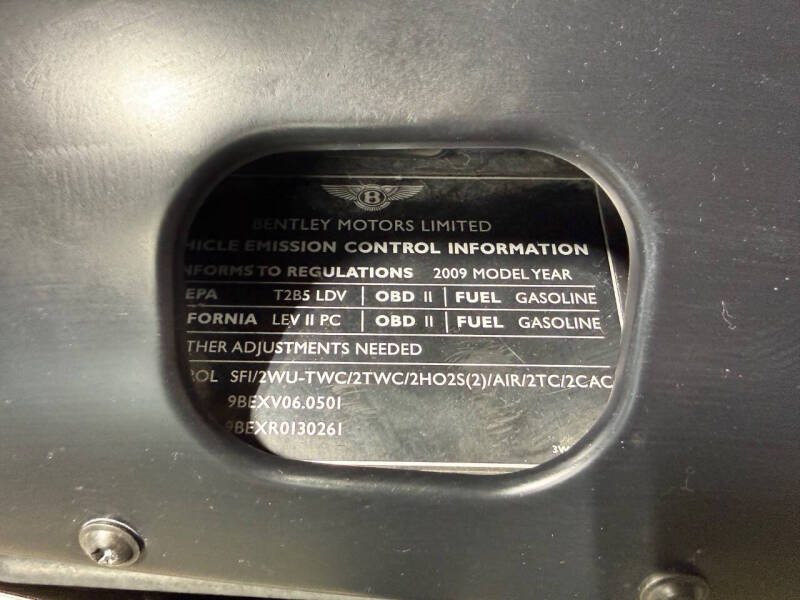 B
BENTLEY MOTORS LIMITED
HICLE EMISSION CONTROL INFORMATION
NFORMS TO REGULATIONS 2009 MODEL YEAR
EPA T2B5 LDV OBD II FUEL GASOLINE
FORNIA LEV II PC OBD II FUEL GASOLINE
THER ADJUSTMENTS NEEDED
ROL SFI/2WU-TWC/2TWC/2HO2S(2)/AIR/2TC/2CAC
9BEXV06.0501
9BEXR0130261
3W